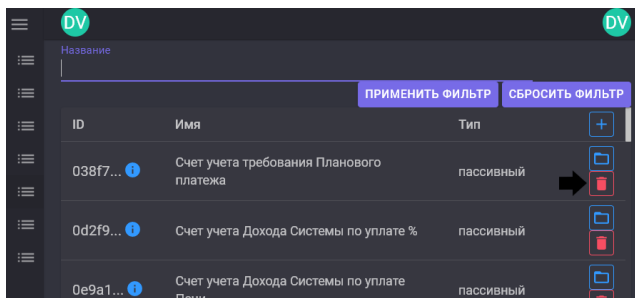 DV DV
Название
ПРИМЕНИТЬ ФИЛЬТР СБРОСИТЬ ФИЛЬТР
ID Имя Тип
038f7... Счет учета требования Планового
платежа пассивный
0d2f9... Счет учета Дохода Системы по уплате % пассивный
0e9a1... Счет учета Дохода Системы по уплате
Пени пассивный